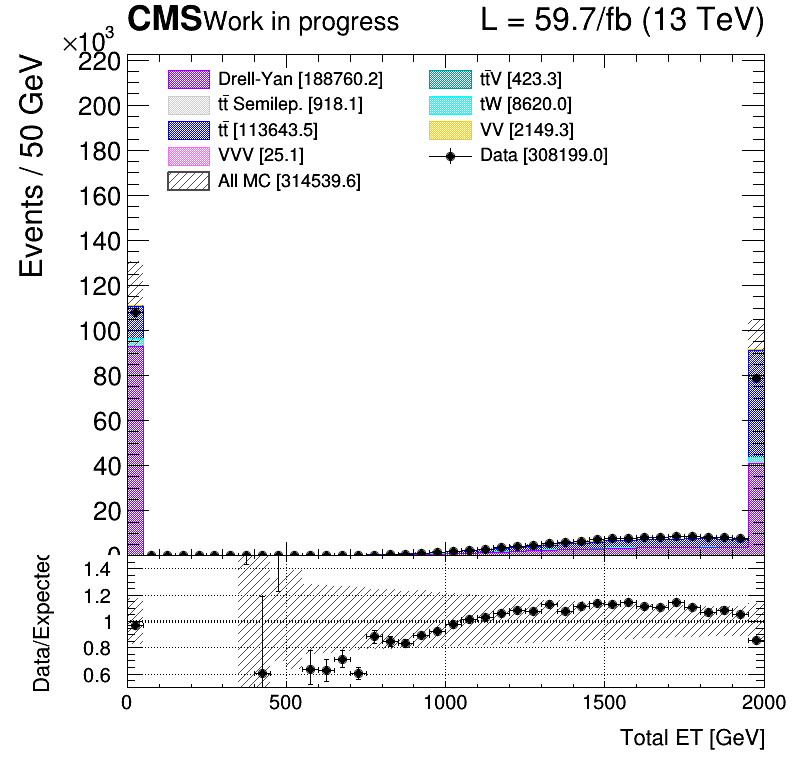 CMS Work in progress L = 59.7/fb (13 TeV)
×10³
Events / 50 GeV
220
200
180
160
140
120
100
80
60
40
20
0
Drell-Yan [188760.2]
tt̄ Semilep. [918.1]
tt̄ [113643.5]
VVV [25.1]
All MC [314539.6]
tt̄V [423.3]
tW [8620.0]
VV [2149.3]
Data [308199.0]
Data/Expected
1.4
1.2
1
0.8
0.6
0 500 1000 1500 2000
Total ET [GeV]